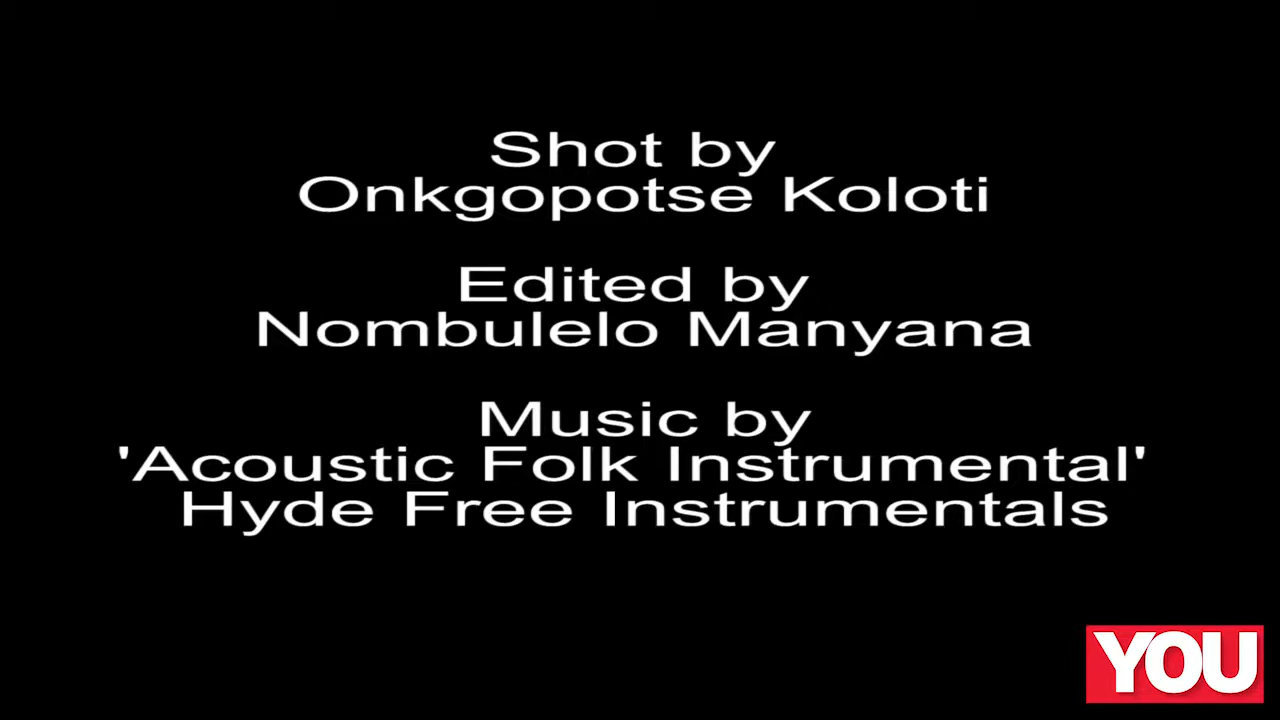 Shot by
Onkgopotse Koloti
Edited by
Nombulelo Manyana
Music by
'Acoustic Folk Instrumental'
Hyde Free Instrumentals
YOU